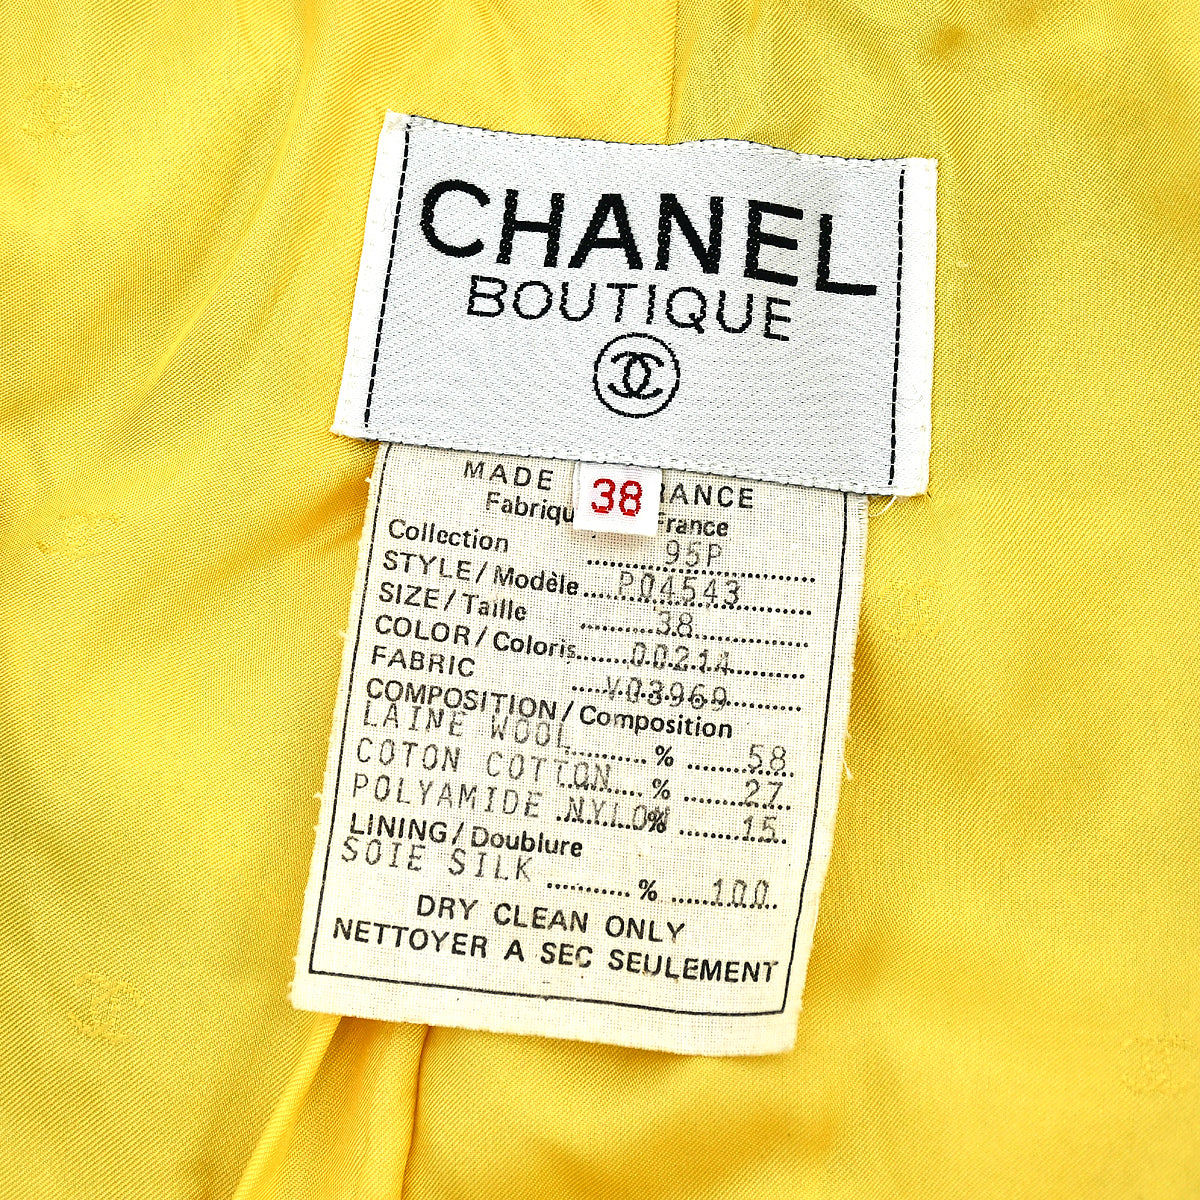 CHANEL
BOUTIQUE
38
MADE RANCE
Fabriqu France
Collection 95P
STYLE/Modèle P04543
SIZE/Taille 38
COLOR/Coloris 00214
FABRIC V03969
COMPOSITION/Composition
LAINE WOOL % 58
COTON COTTON % 27
POLYAMIDE NYLON % 15
LINING/Doublure
SOIE SILK % 100
DRY CLEAN ONLY
NETTOYER A SEC SEULEMENT